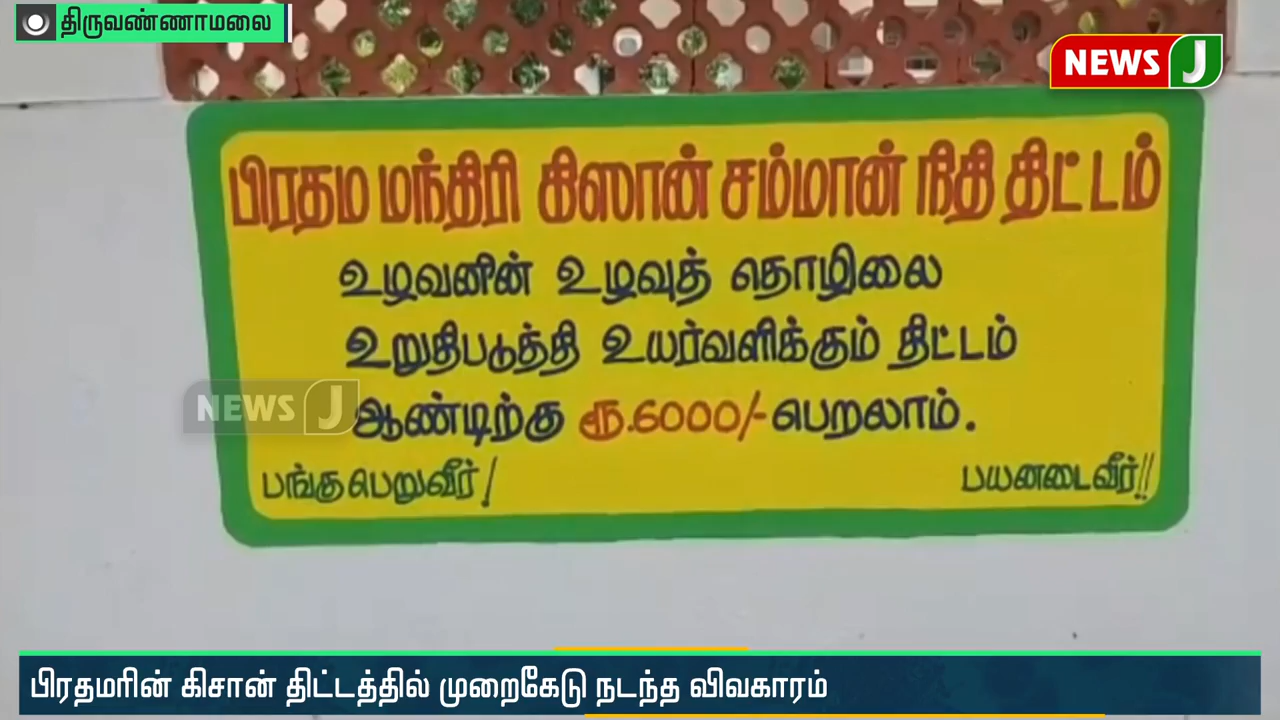 திருவண்ணாமலை
NEWS J
பிரதம மந்திரி கிஸான் சம்மான் நிதி திட்டம்
உழவனின் உழவுத் தொழிலை
உறுதிபடுத்தி உயர்வளிக்கும் திட்டம்
NEWS J
ஆண்டிற்கு ரூ.6000/- பெறலாம்.
பங்குபெறுவீர்! பயனடைவீர்!!
பிரதமரின் கிசான் திட்டத்தில் முறைகேடு நடந்த விவகாரம்